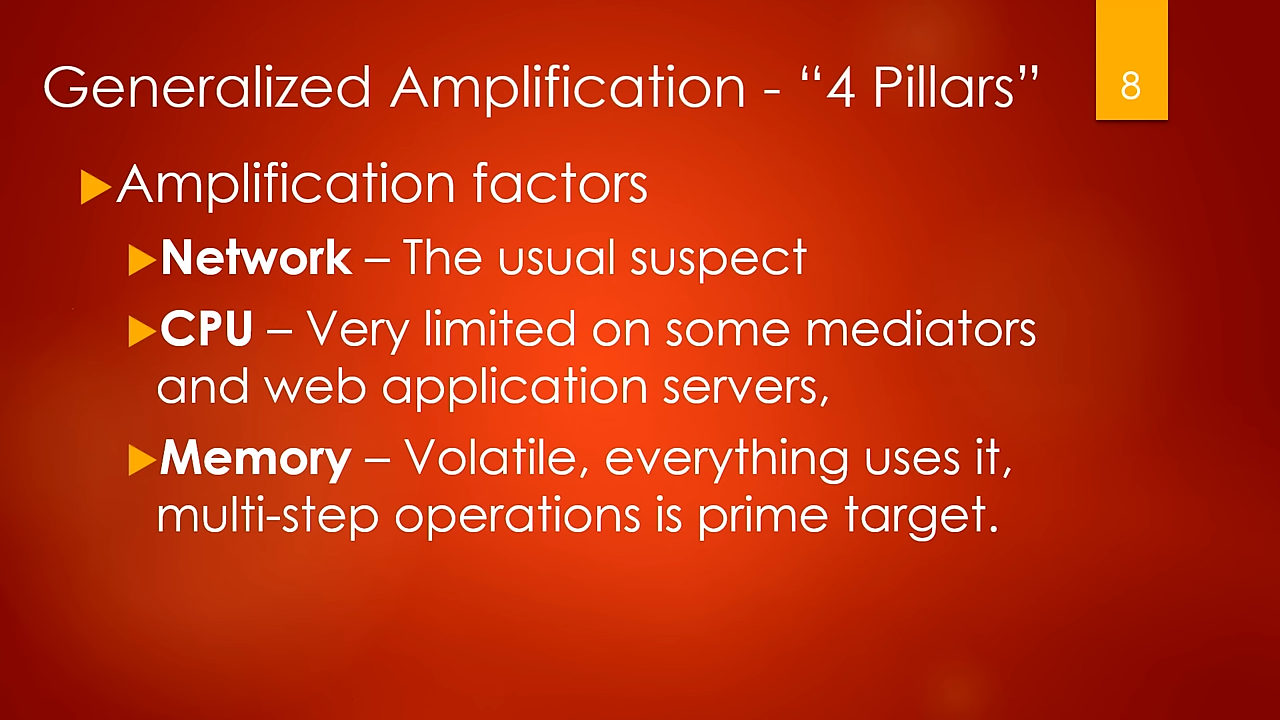 Generalized Amplification - “4 Pillars”
8
Amplification factors
Network – The usual suspect
CPU – Very limited on some mediators
and web application servers,
Memory – Volatile, everything uses it,
multi-step operations is prime target.